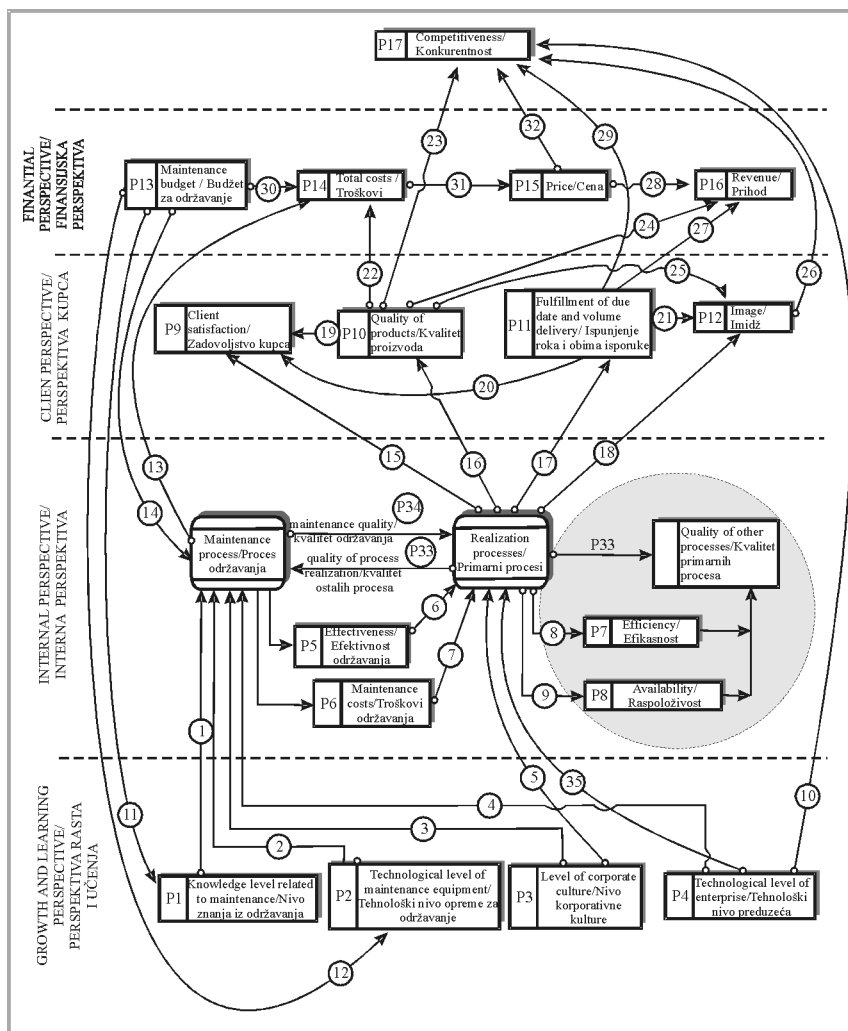 P17
Competitiveness/
Konkurentnost
23
32
29
FINANTIAL
PERSPECTIVE/
FINANSIJSKA
PERSPEKTIVA
P13
Maintenance
budget / Budžet
za održavanje
30
P14
Total costs /
Troškovi
31
P15
Price/Cena
28
P16
Revenue/
Prihod
24
27
CLIEN PERSPECTIVE/
PERSPEKTIVA KUPCA
22
25
26
P9
Client
satisfaction/
Zadovoljstvo kupca
19
P10
Quality of
products/Kvalitet
proizvoda
P11
Fulfillment of due
date and volume
delivery/ Ispunjenje
roka i obima isporuke
21
P12
Image/
Imidž
20
13
15
16
17
18
INTERNAL PERSPECTIVE/
INTERNA PERSPEKTIVA
14
Maintenance
process/Proces
održavanja
P34
maintenance quality/
kvalitet održavanja
P33
quality of process
realization/kvalitet
ostalih procesa
Realization
processes/
Primarni procesi
P33
Quality of other
processes/Kvalitet
primarnih
procesa
6
P5
Effectiveness/
Efektivnost
održavanja
7
8
P7
Efficiency/
Efikasnost
P6
Maintenance
costs/Troškovi
održavanja
9
P8
Availability/
Raspoloživost
1
GROWTH AND LEARNING
PERSPECTIVE/
PERSPEKTIVA RASTA
I UČENJA
5
35
10
4
11
2
3
P1
Knowledge level related
to maintenance/Nivo
znanja iz održavanja
P2
Technological level of
maintenance equipment/
Tehnološki nivo opreme za
održavanje
P3
Level of corporate
culture/Nivo
korporativne
kulture
P4
Technological level of
enterprise/Tehnološki
nivo preduzeća
12